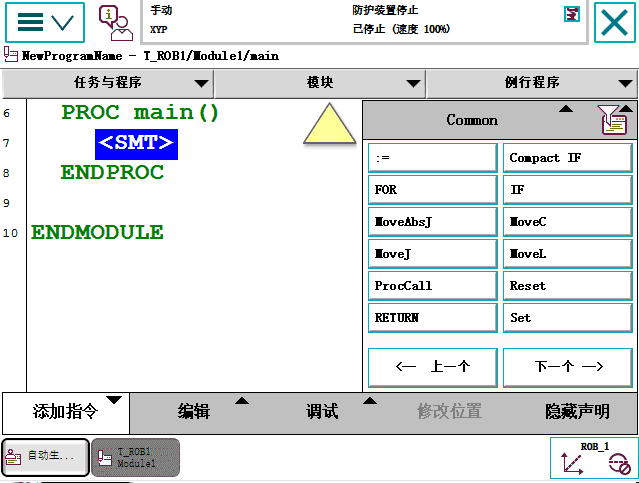 手动
防护装置停止
XYP
己停止 (速度 100%)
NewProgramName - T_ROB1/Module1/main
任务与程序
模块
例行程序
6 PROC main()
7 <SMT>
8 ENDPROC
9
10 ENDMODULE
Common
:=
Compact IF
FOR
IF
MoveAbsJ
MoveC
MoveJ
MoveL
ProcCall
Reset
RETURN
Set
<— 上一个
下一个 —>
添加指令
编辑
调试
修改位置
隐藏声明
自动生...
T_ROB1
Module1
ROB_1